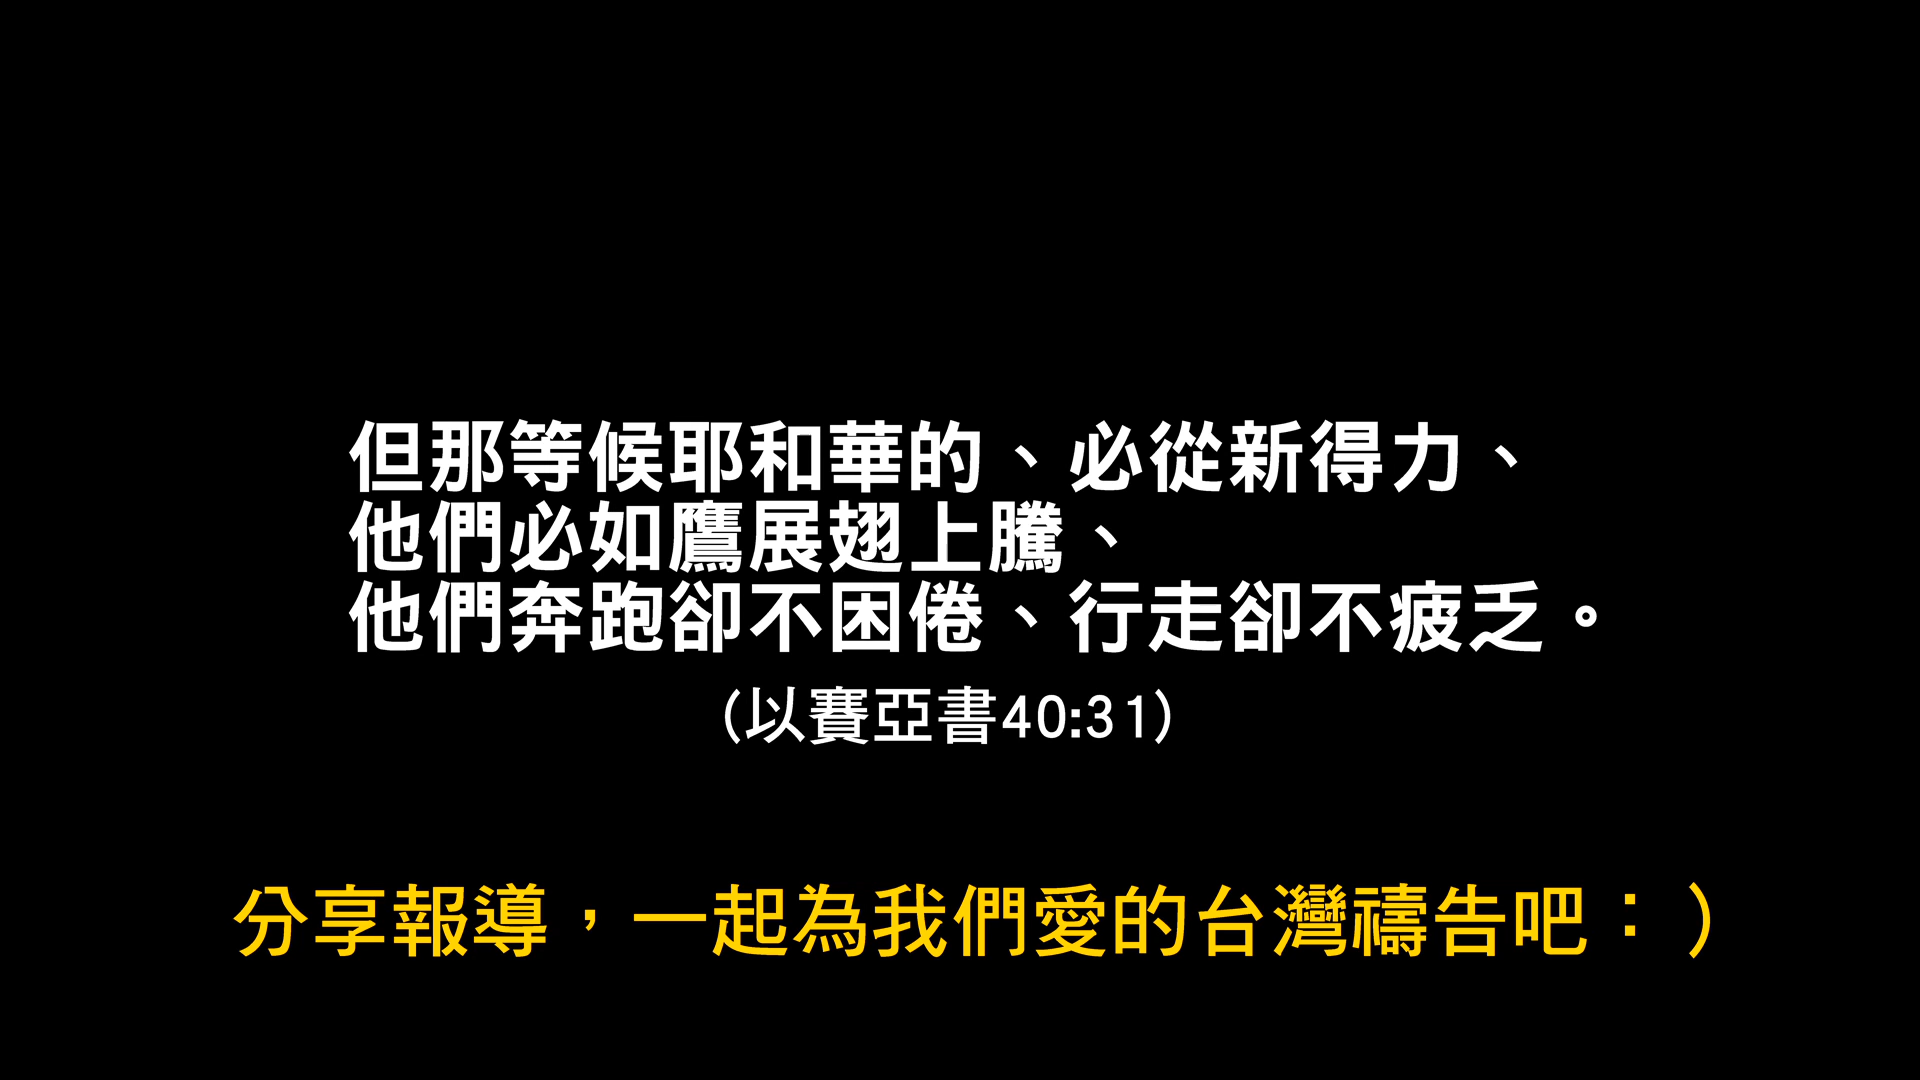 但那等候耶和華的、必從新得力、
他們必如鷹展翅上騰、
他們奔跑卻不困倦、行走卻不疲乏。
(以賽亞書40:31)
分享報導，一起為我們愛的台灣禱告吧：）